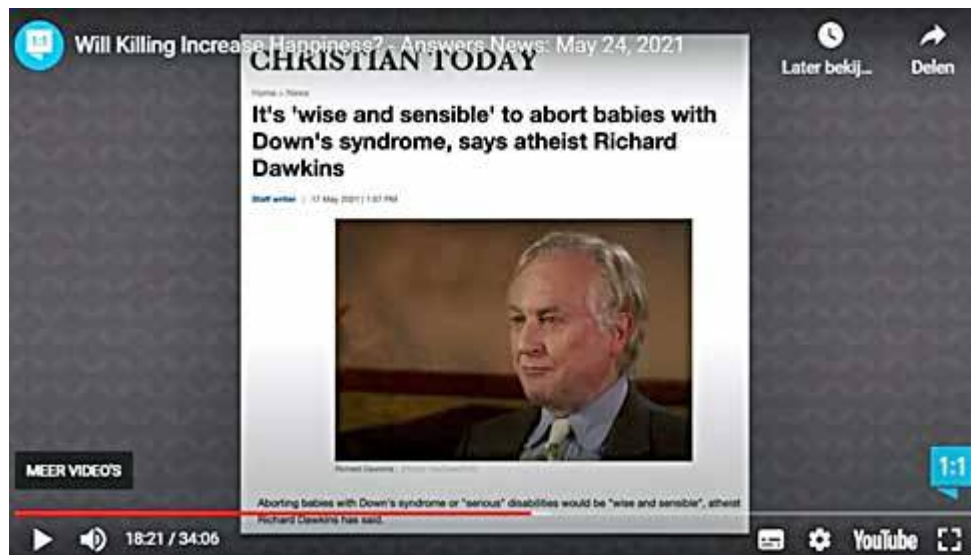 1:1
Will Killing Increase Happiness? - Answers News: May 24, 2021
Later bekij...
Delen
CHRISTIAN TODAY
Home > News
It's 'wise and sensible' to abort babies with
Down's syndrome, says atheist Richard
Dawkins
Staff writer | 17 May 2021 | 1:07 PM
Richard Dawkins
MEER VIDEO'S
1:1
Aborting babies with Down's syndrome or "serious" disabilities would be "wise and sensible", atheist
Richard Dawkins has said.
18:21 / 34:06
YouTube